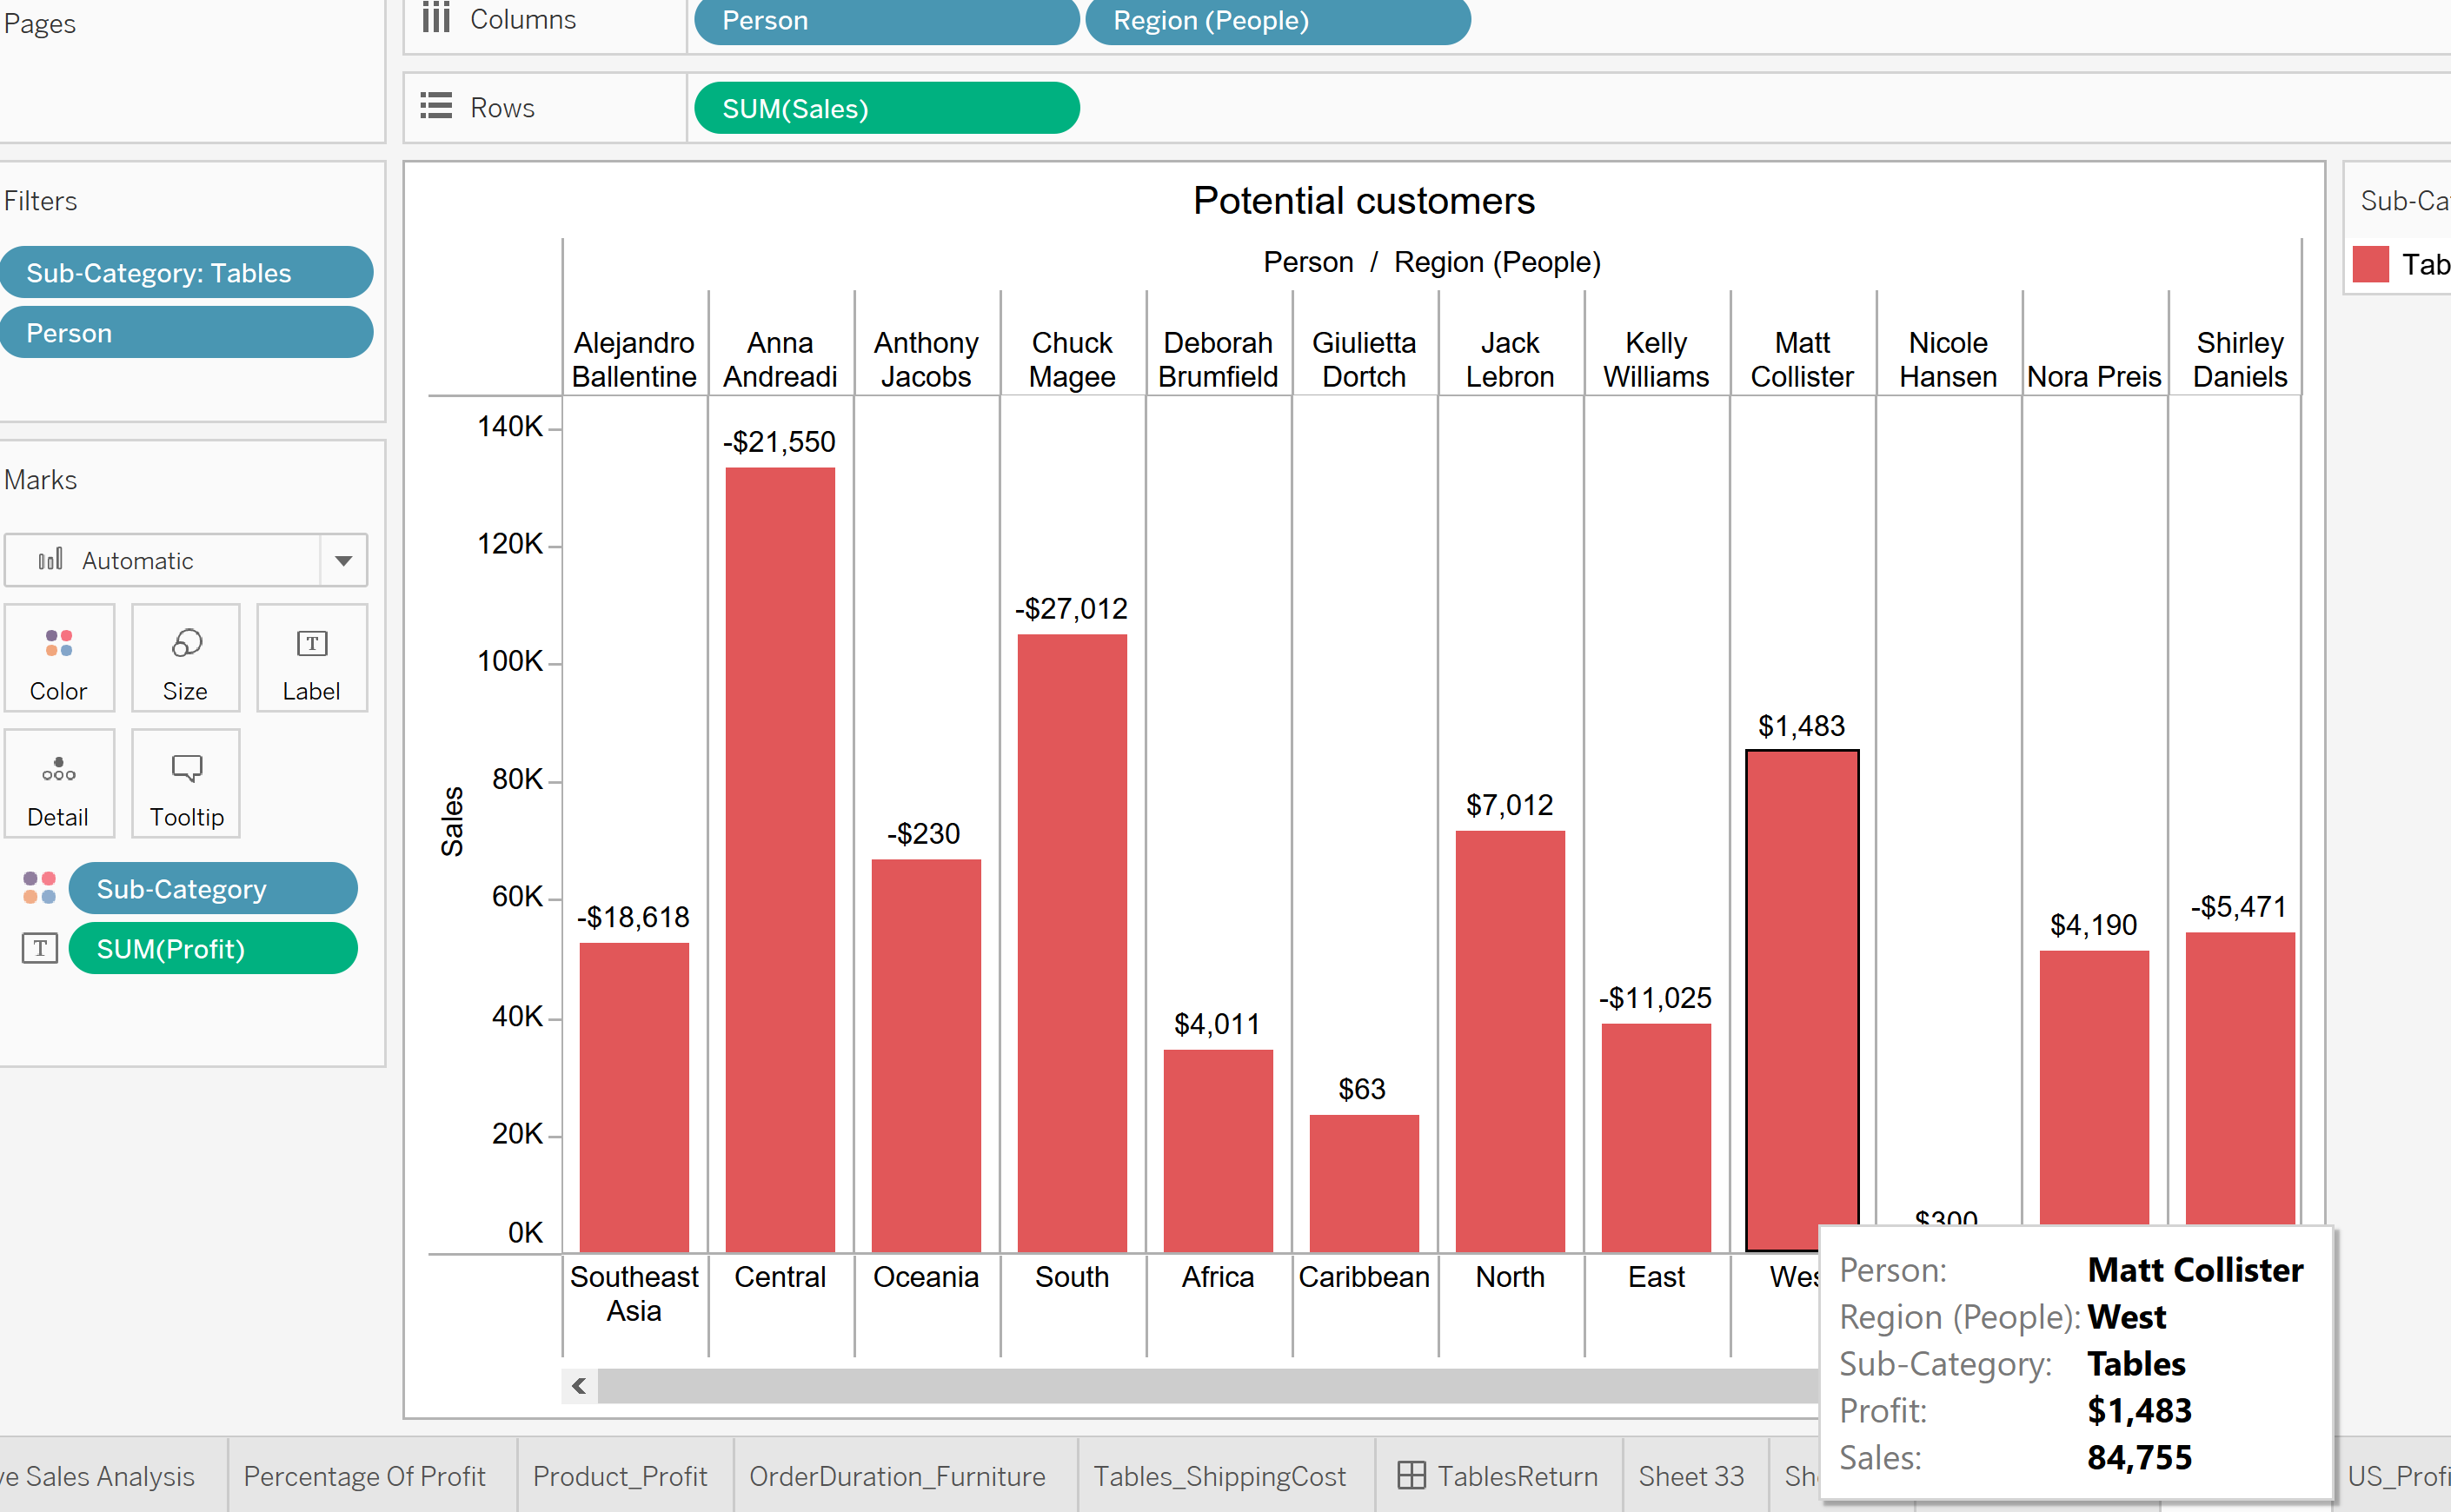 Pages
Columns
Person
Region (People)
Rows
SUM(Sales)
Filters
Sub-Category: Tables
Person
Marks
Automatic
Color
Size
Label
Detail
Tooltip
Sub-Category
SUM(Profit)
Potential customers
Person / Region (People)
Alejandro Ballentine
Anna Andreadi
Anthony Jacobs
Chuck Magee
Deborah Brumfield
Giulietta Dortch
Jack Lebron
Kelly Williams
Matt Collister
Nicole Hansen
Nora Preis
Shirley Daniels
Sales
140K
120K
100K
80K
60K
40K
20K
0K
-$18,618
-$21,550
-$230
-$27,012
$4,011
$63
$7,012
-$11,025
$1,483
$300
$4,190
-$5,471
Southeast Asia
Central
Oceania
South
Africa
Caribbean
North
East
Person: Matt Collister
Region (People): West
Sub-Category: Tables
Profit: $1,483
Sales: 84,755
Sales Analysis
Percentage Of Profit
Product_Profit
OrderDuration_Furniture
Tables_ShippingCost
TablesReturn
Sheet 33